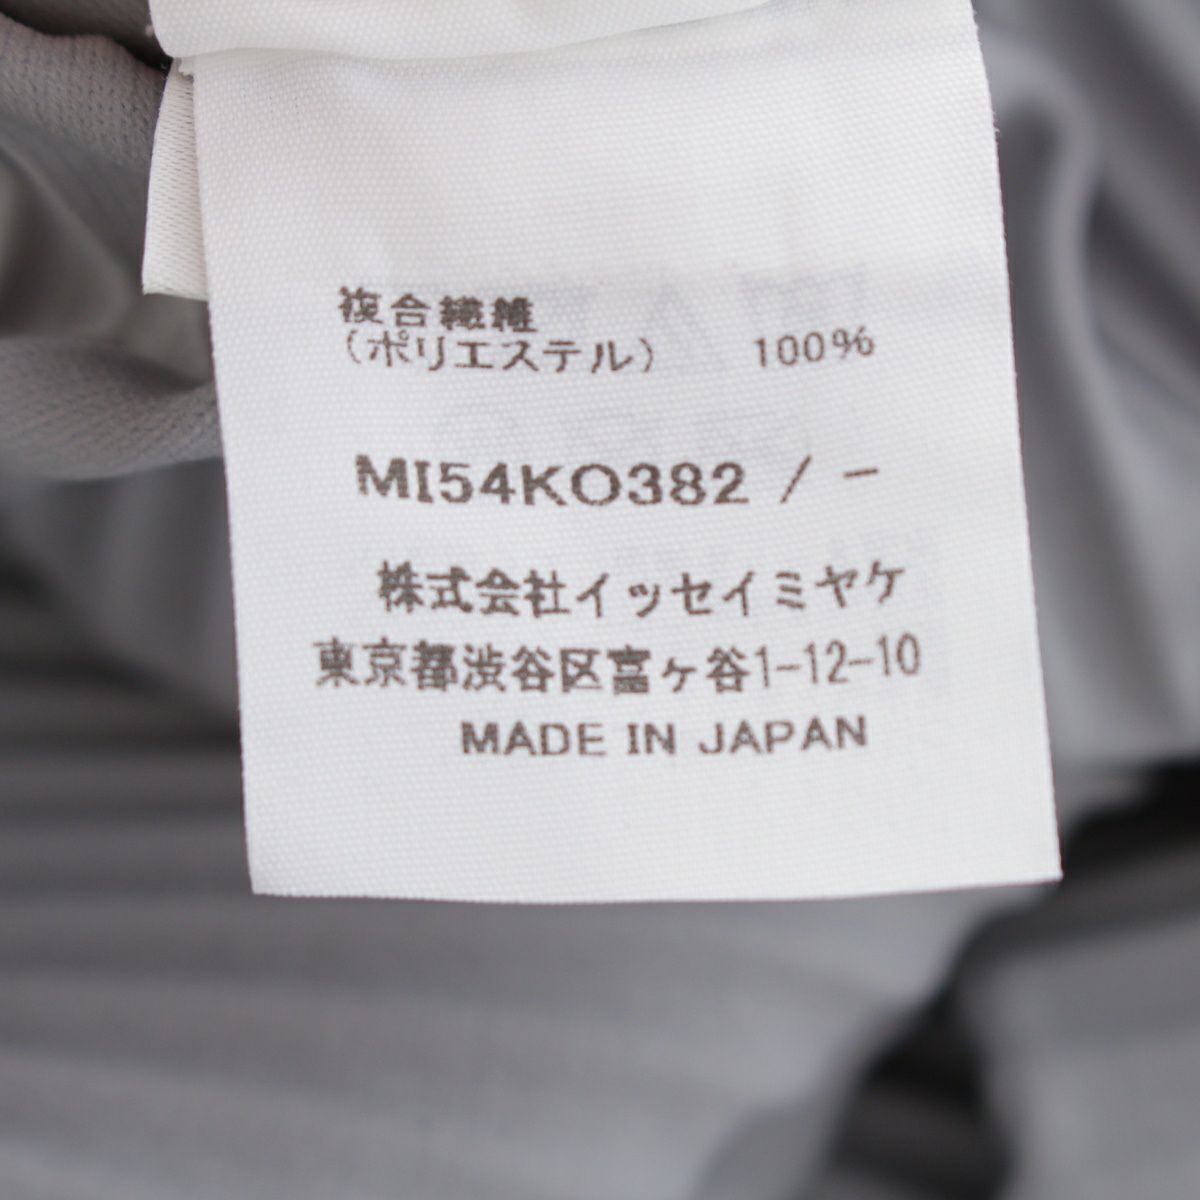 複合繊維
（ポリエステル） 100%
MI54KO382 / -
株式会社イッセイミヤケ
東京都渋谷区富ヶ谷1-12-10
MADE IN JAPAN